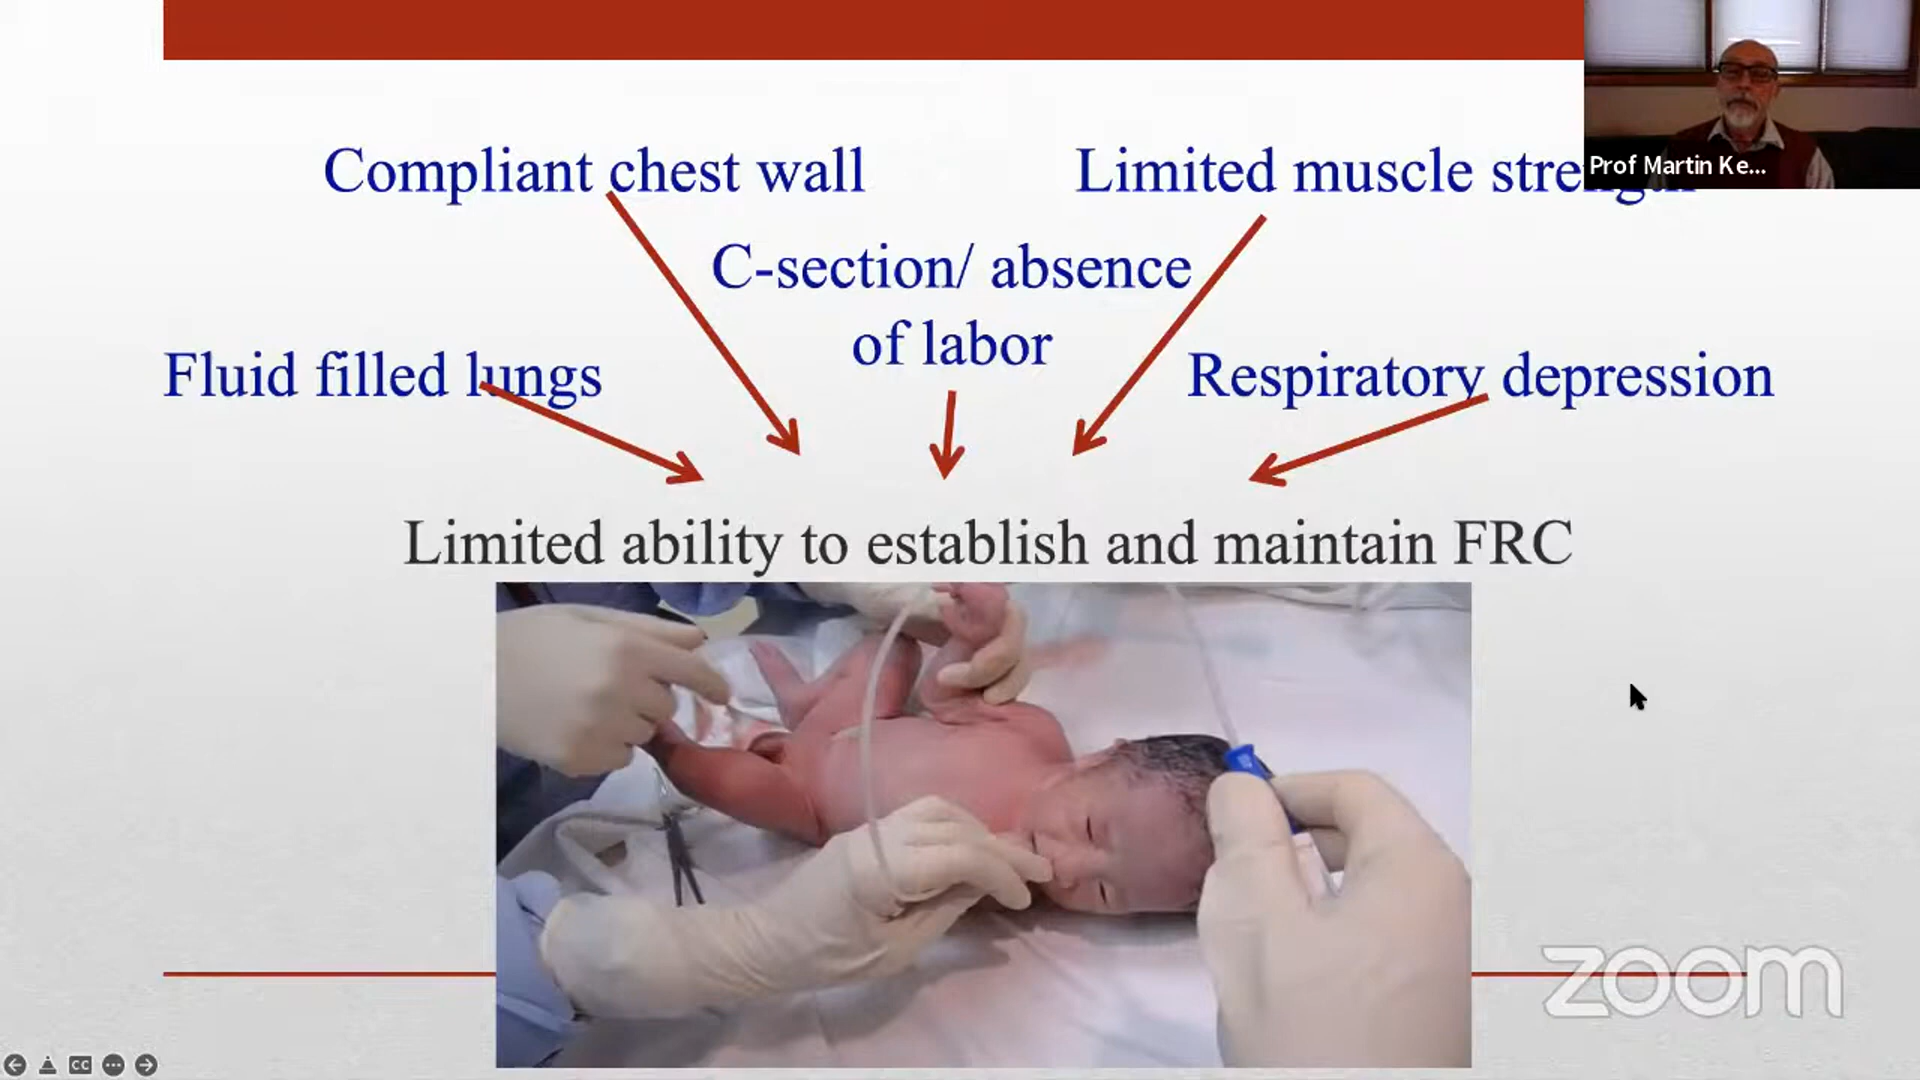 Compliant chest wall
Limited muscle
Prof Martin Ke...
C-section/ absence
of labor
Fluid filled lungs
Respiratory depression
Limited ability to establish and maintain FRC
zoom
CC